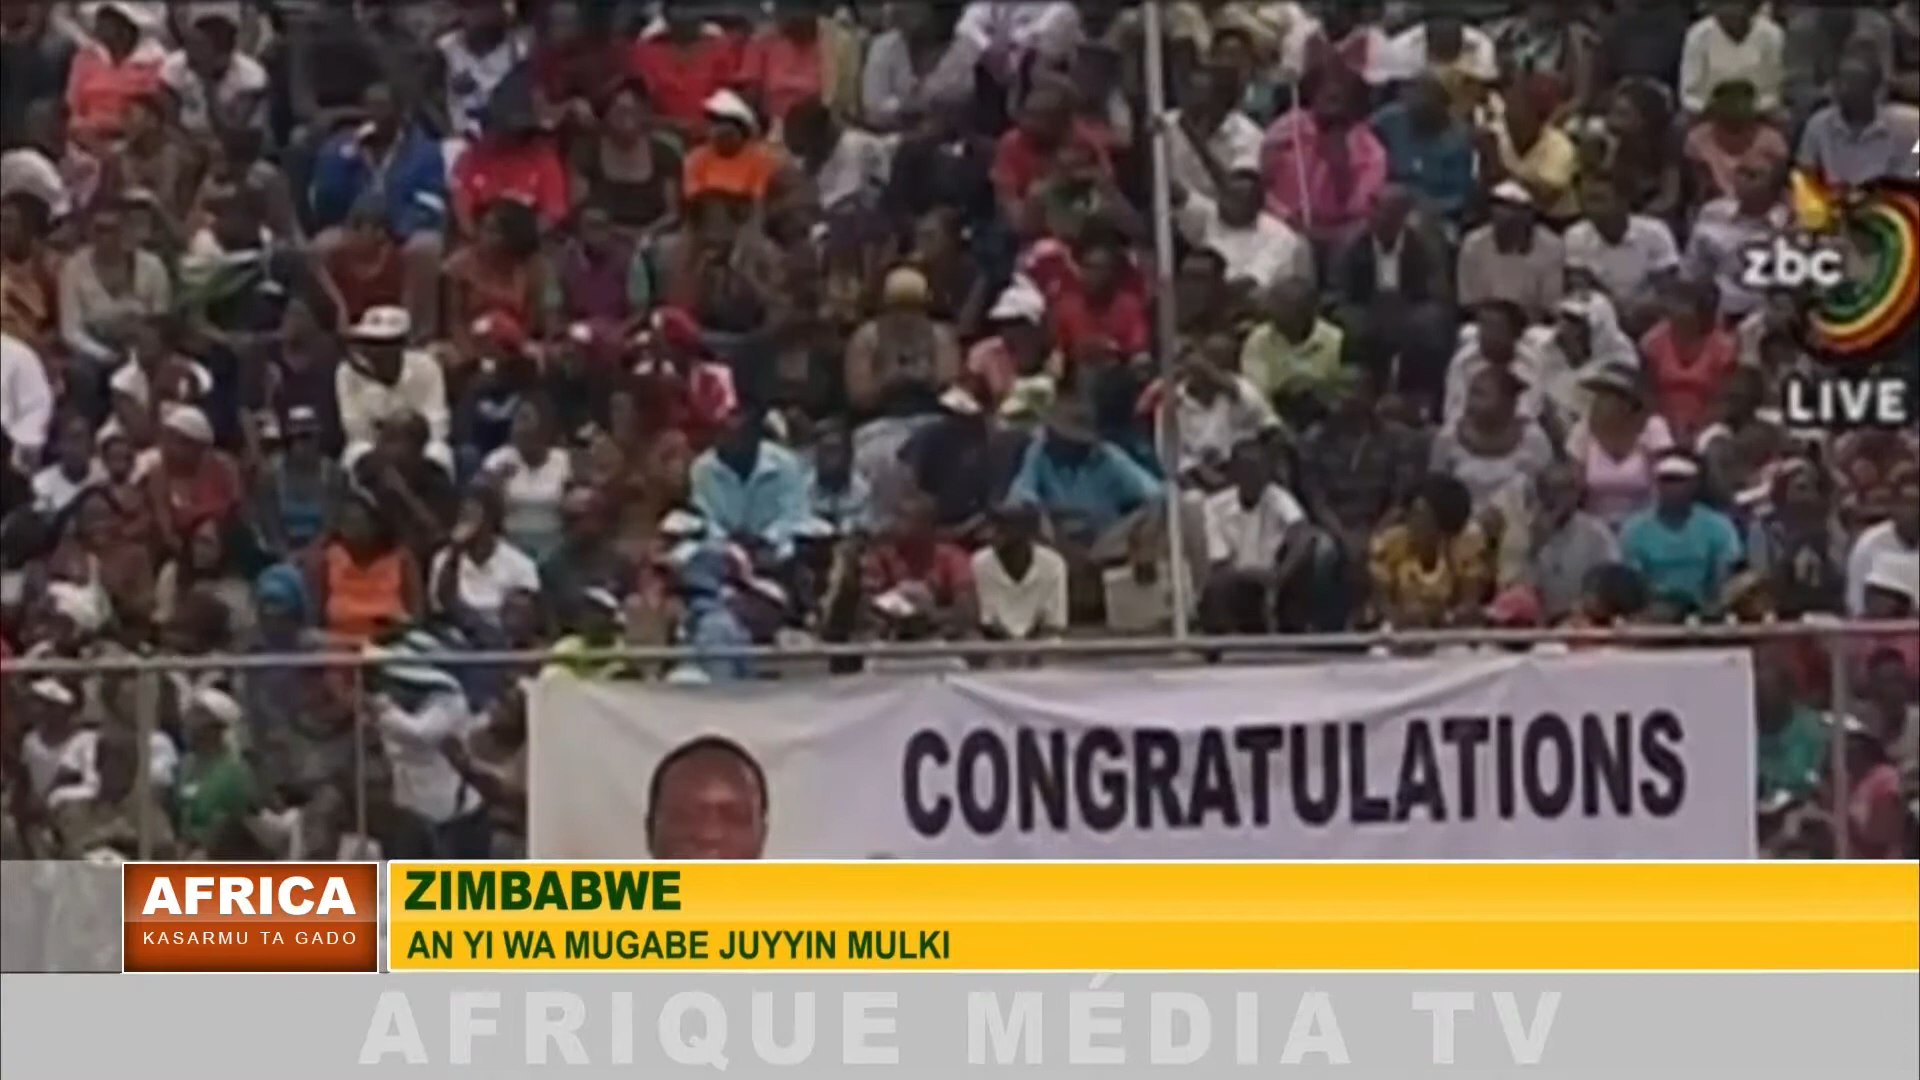 zbc
LIVE
CONGRATULATIONS
AFRICA
KASARMU TA GADO
ZIMBABWE
AN YI WA MUGABE JUYYIN MULKI
AFRIQUE MÉDIA TV